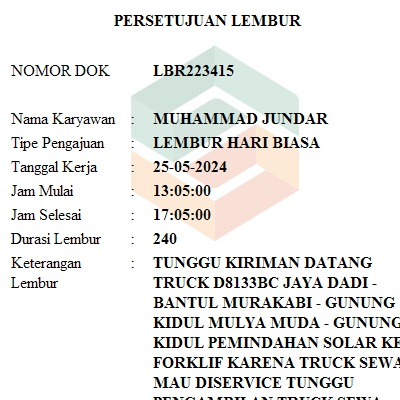 PERSETUJUAN LEMBUR
NOMOR DOK LBR223415
Nama Karyawan : MUHAMMAD JUNDAR
Tipe Pengajuan : LEMBUR HARI BIASA
Tanggal Kerja : 25-05-2024
Jam Mulai : 13:05:00
Jam Selesai : 17:05:00
Durasi Lembur : 240
Keterangan : TUNGGU KIRIMAN DATANG
Lembur TRUCK D8133BC JAYA DADI -
BANTUL MURAKABI - GUNUNG
KIDUL MULYA MUDA - GUNUNG
KIDUL PEMINDAHAN SOLAR KE
FORKLIF KARENA TRUCK SEWA
MAU DISERVICE TUNGGU
PENGAMBILAN TRUCK SEWA